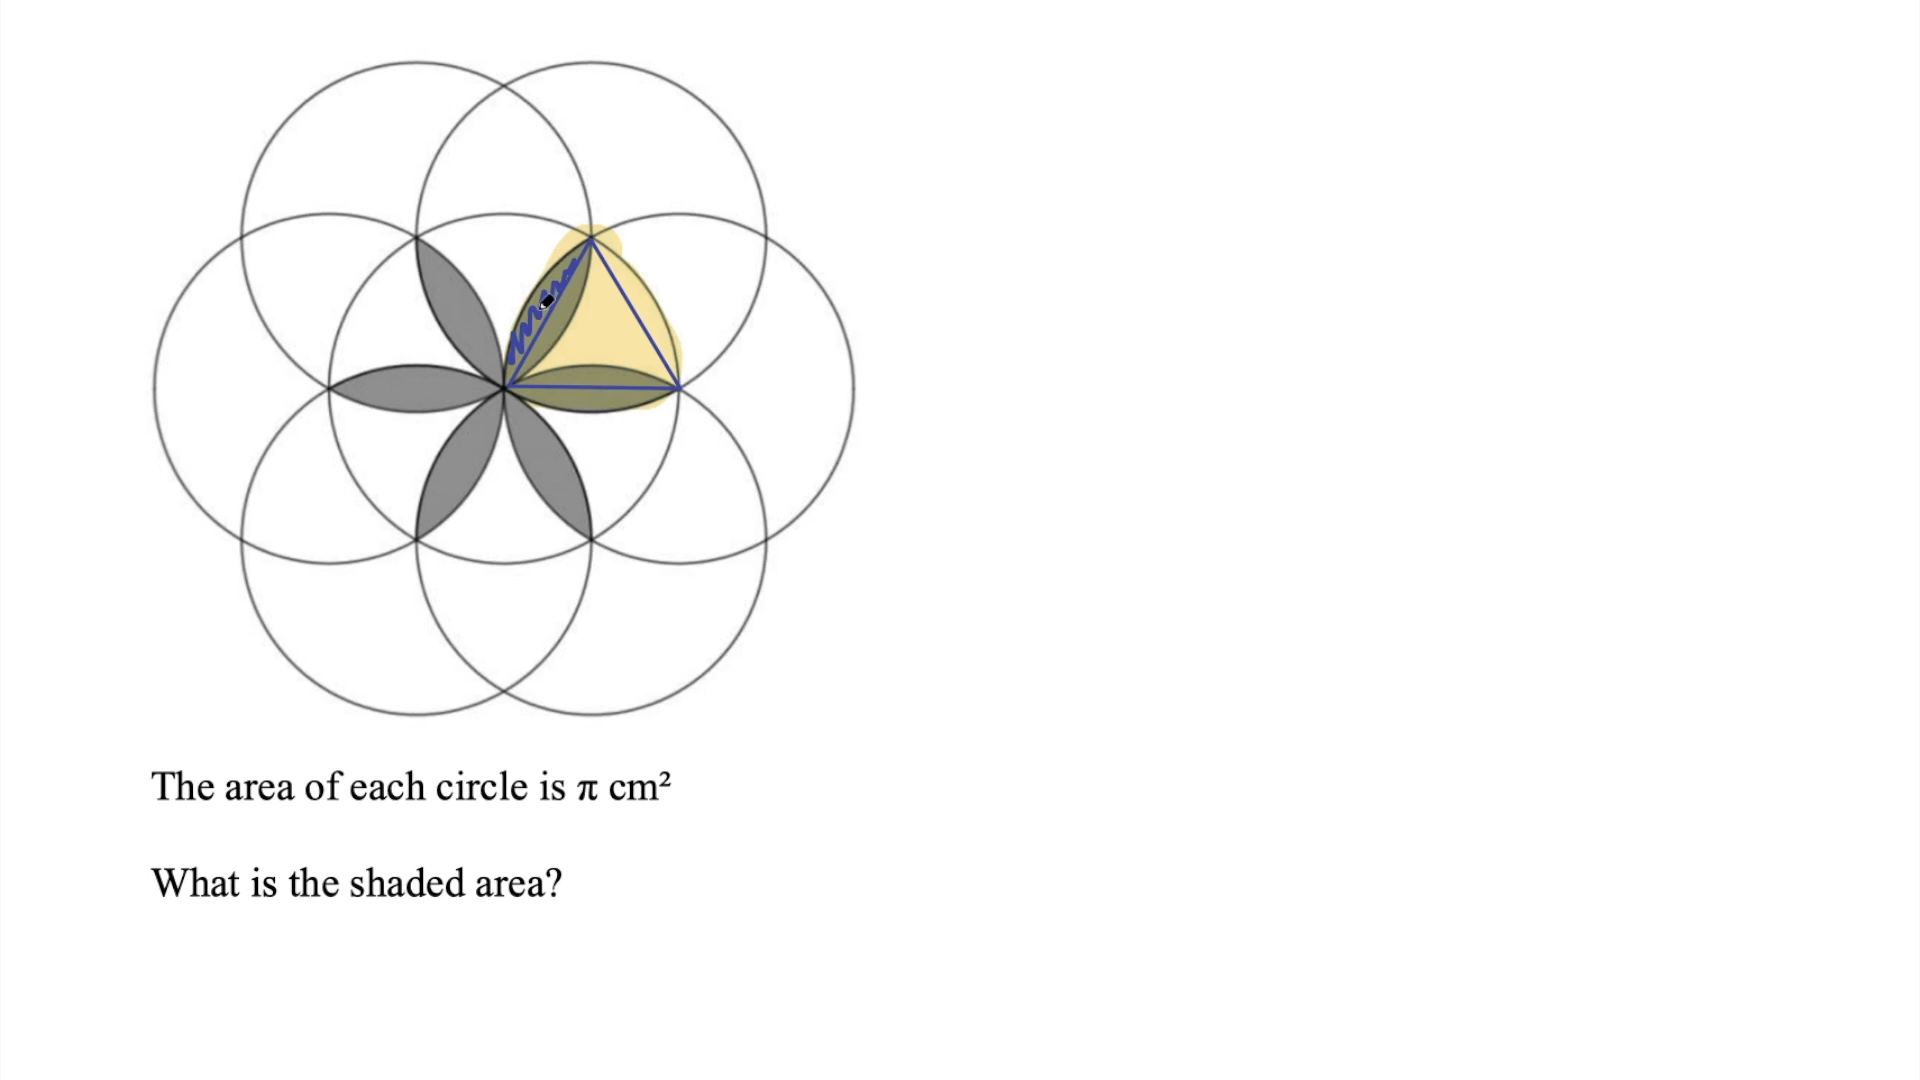 The area of each circle is π cm²
What is the shaded area?